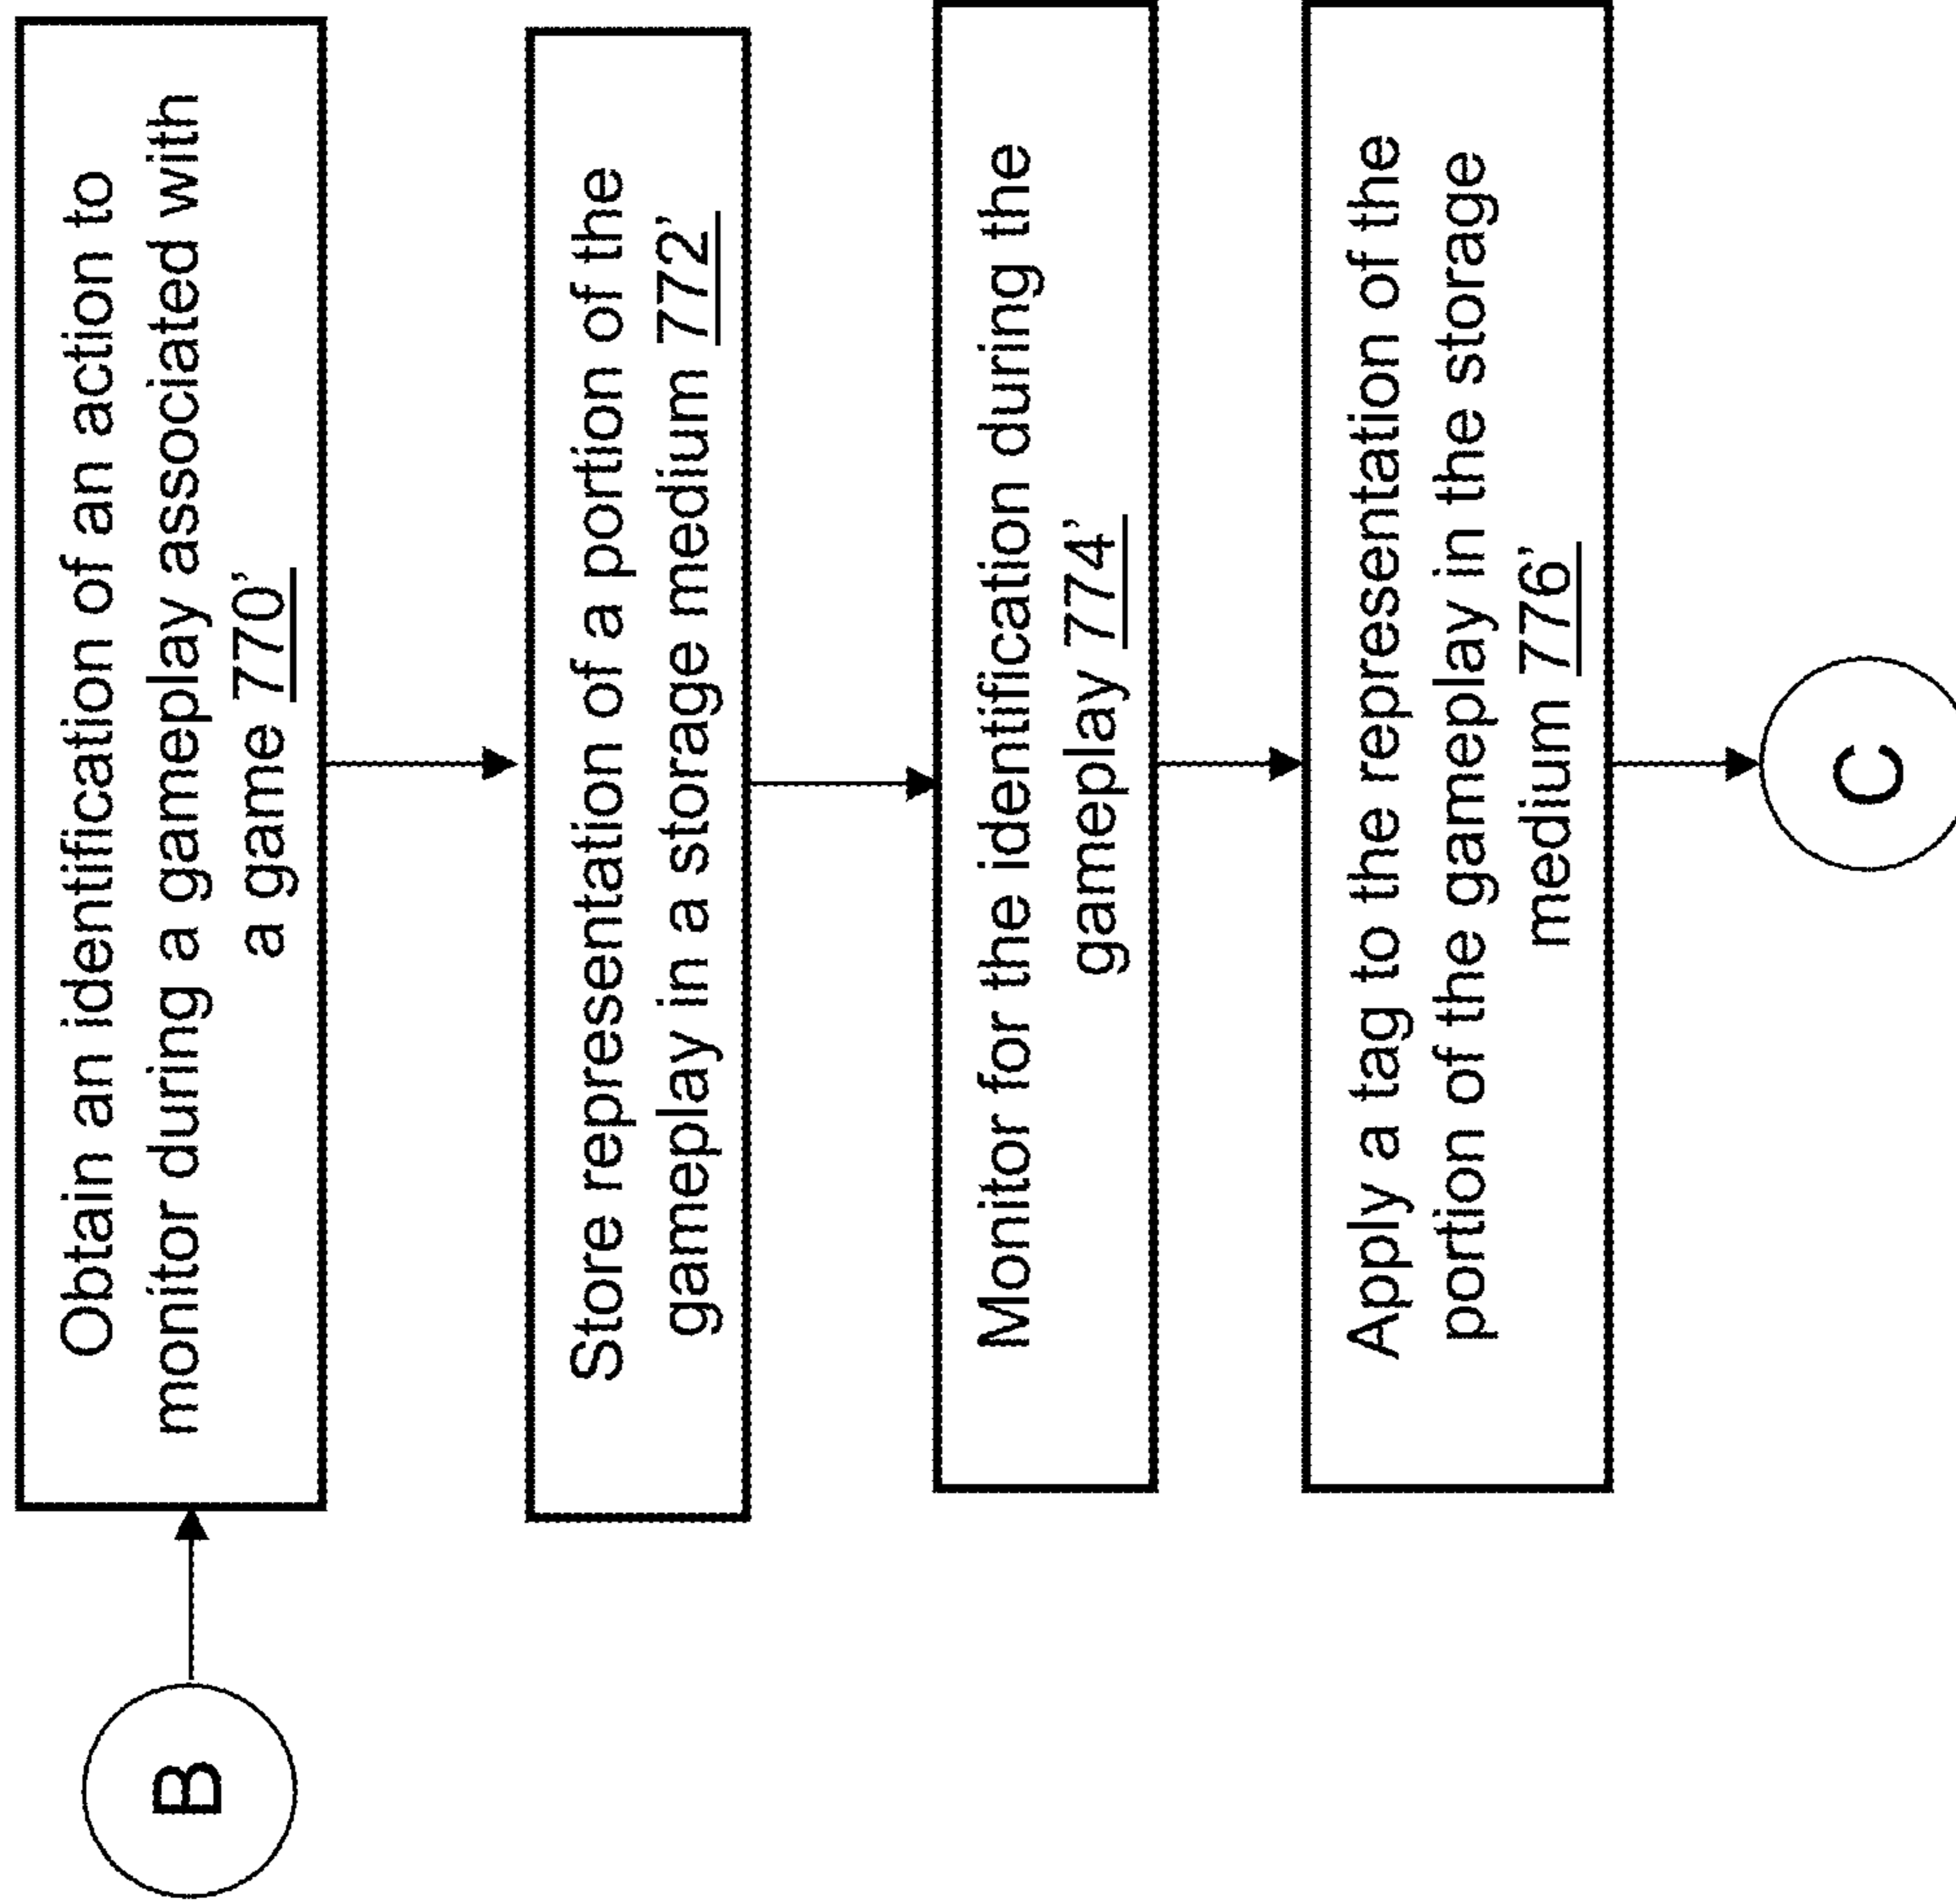 B
Obtain an identification of an action to
monitor during a gameplay associated with
a game 770'
Store representation of a portion of the
gameplay in a storage medium 772'
Monitor for the identification during the
gameplay 774'
Apply a tag to the representation of the
portion of the gameplay in the storage
medium 776'
C